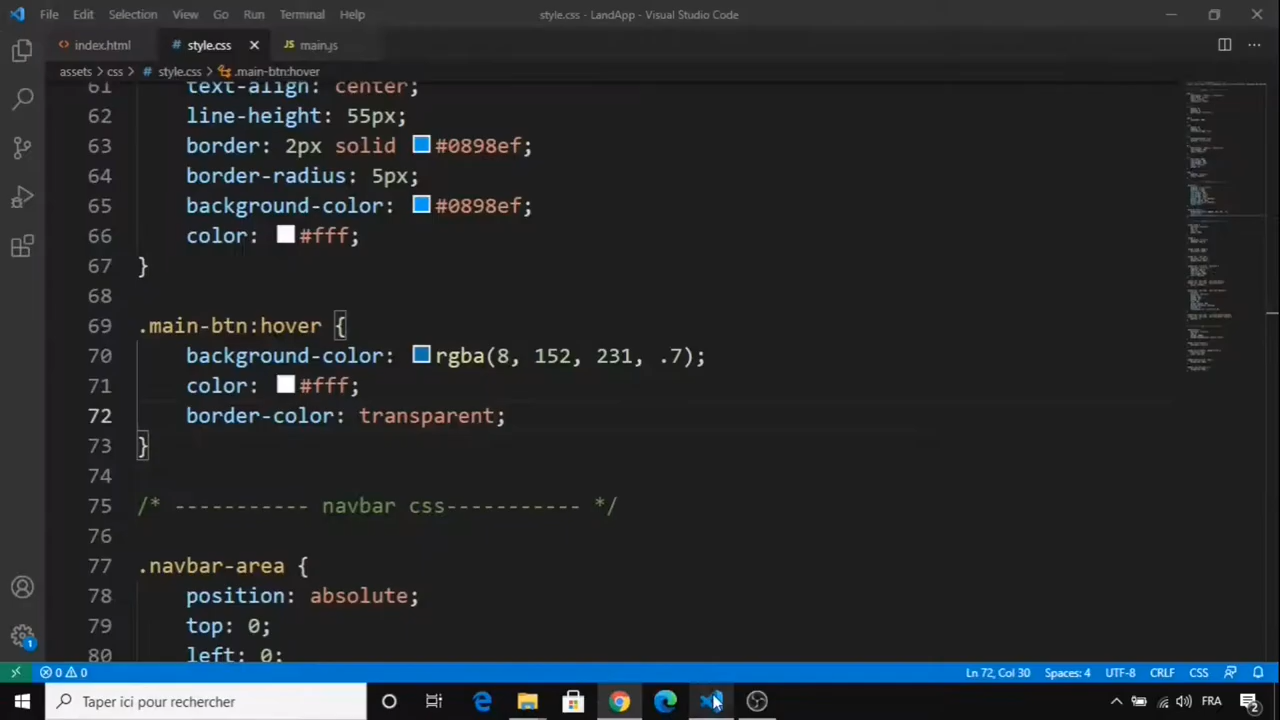 File Edit Selection View Go Run Terminal Help style.css - LandApp - Visual Studio Code
index.html # style.css JS main.js
assets > css > # style.css > .main-btn:hover
61 text-align: center;
62 line-height: 55px;
63 border: 2px solid #0898ef;
64 border-radius: 5px;
65 background-color: #0898ef;
66 color: #fff;
67 }
68
69 .main-btn:hover {
70 background-color: rgba(8, 152, 231, .7);
71 color: #fff;
72 border-color: transparent;
73 }
74
75 /* ----------- navbar css----------- */
76
77 .navbar-area {
78 position: absolute;
79 top: 0;
80 left: 0;
1
0 0 Ln 72, Col 30 Spaces: 4 UTF-8 CRLF CSS
Taper ici pour rechercher FRA 2